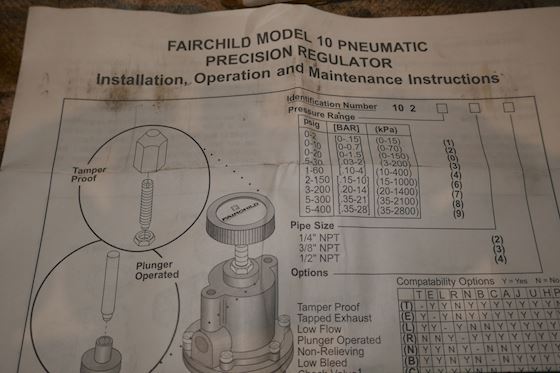 FAIRCHILD MODEL 10 PNEUMATIC
PRECISION REGULATOR
Installation, Operation and Maintenance Instructions
Identification Number 10 2
Pressure Range
psig [BAR] (kPa)
0-2 [0-.15] (0-15) (1)
0-10 [0-0.7] (0-70) (2)
0-20 [0-1.5] (0-150) (0)
(3-200) (3)
1-60 .10-4 (10-400) (4)
2-150 .15-10 (15-1000) (6)
3-200 .20-14 (20-1400) (7)
5-300 .35-21 (35-2100) (8)
5-400 .35-28 (35-2800) (9)
Pipe Size
1/4" NPT (2)
3/8" NPT (3)
1/2" NPT (4)
Options
Tamper
Proof
Plunger
Operated
FAIRCHILD
Compatability Options Y = Yes N = No
T E L R N B C A J U H P
Tamper Proof (T)
Tapped Exhaust (E)
Low Flow (L)
Plunger Operated (R)
Non-Relieving (N)
Low Bleed (B)